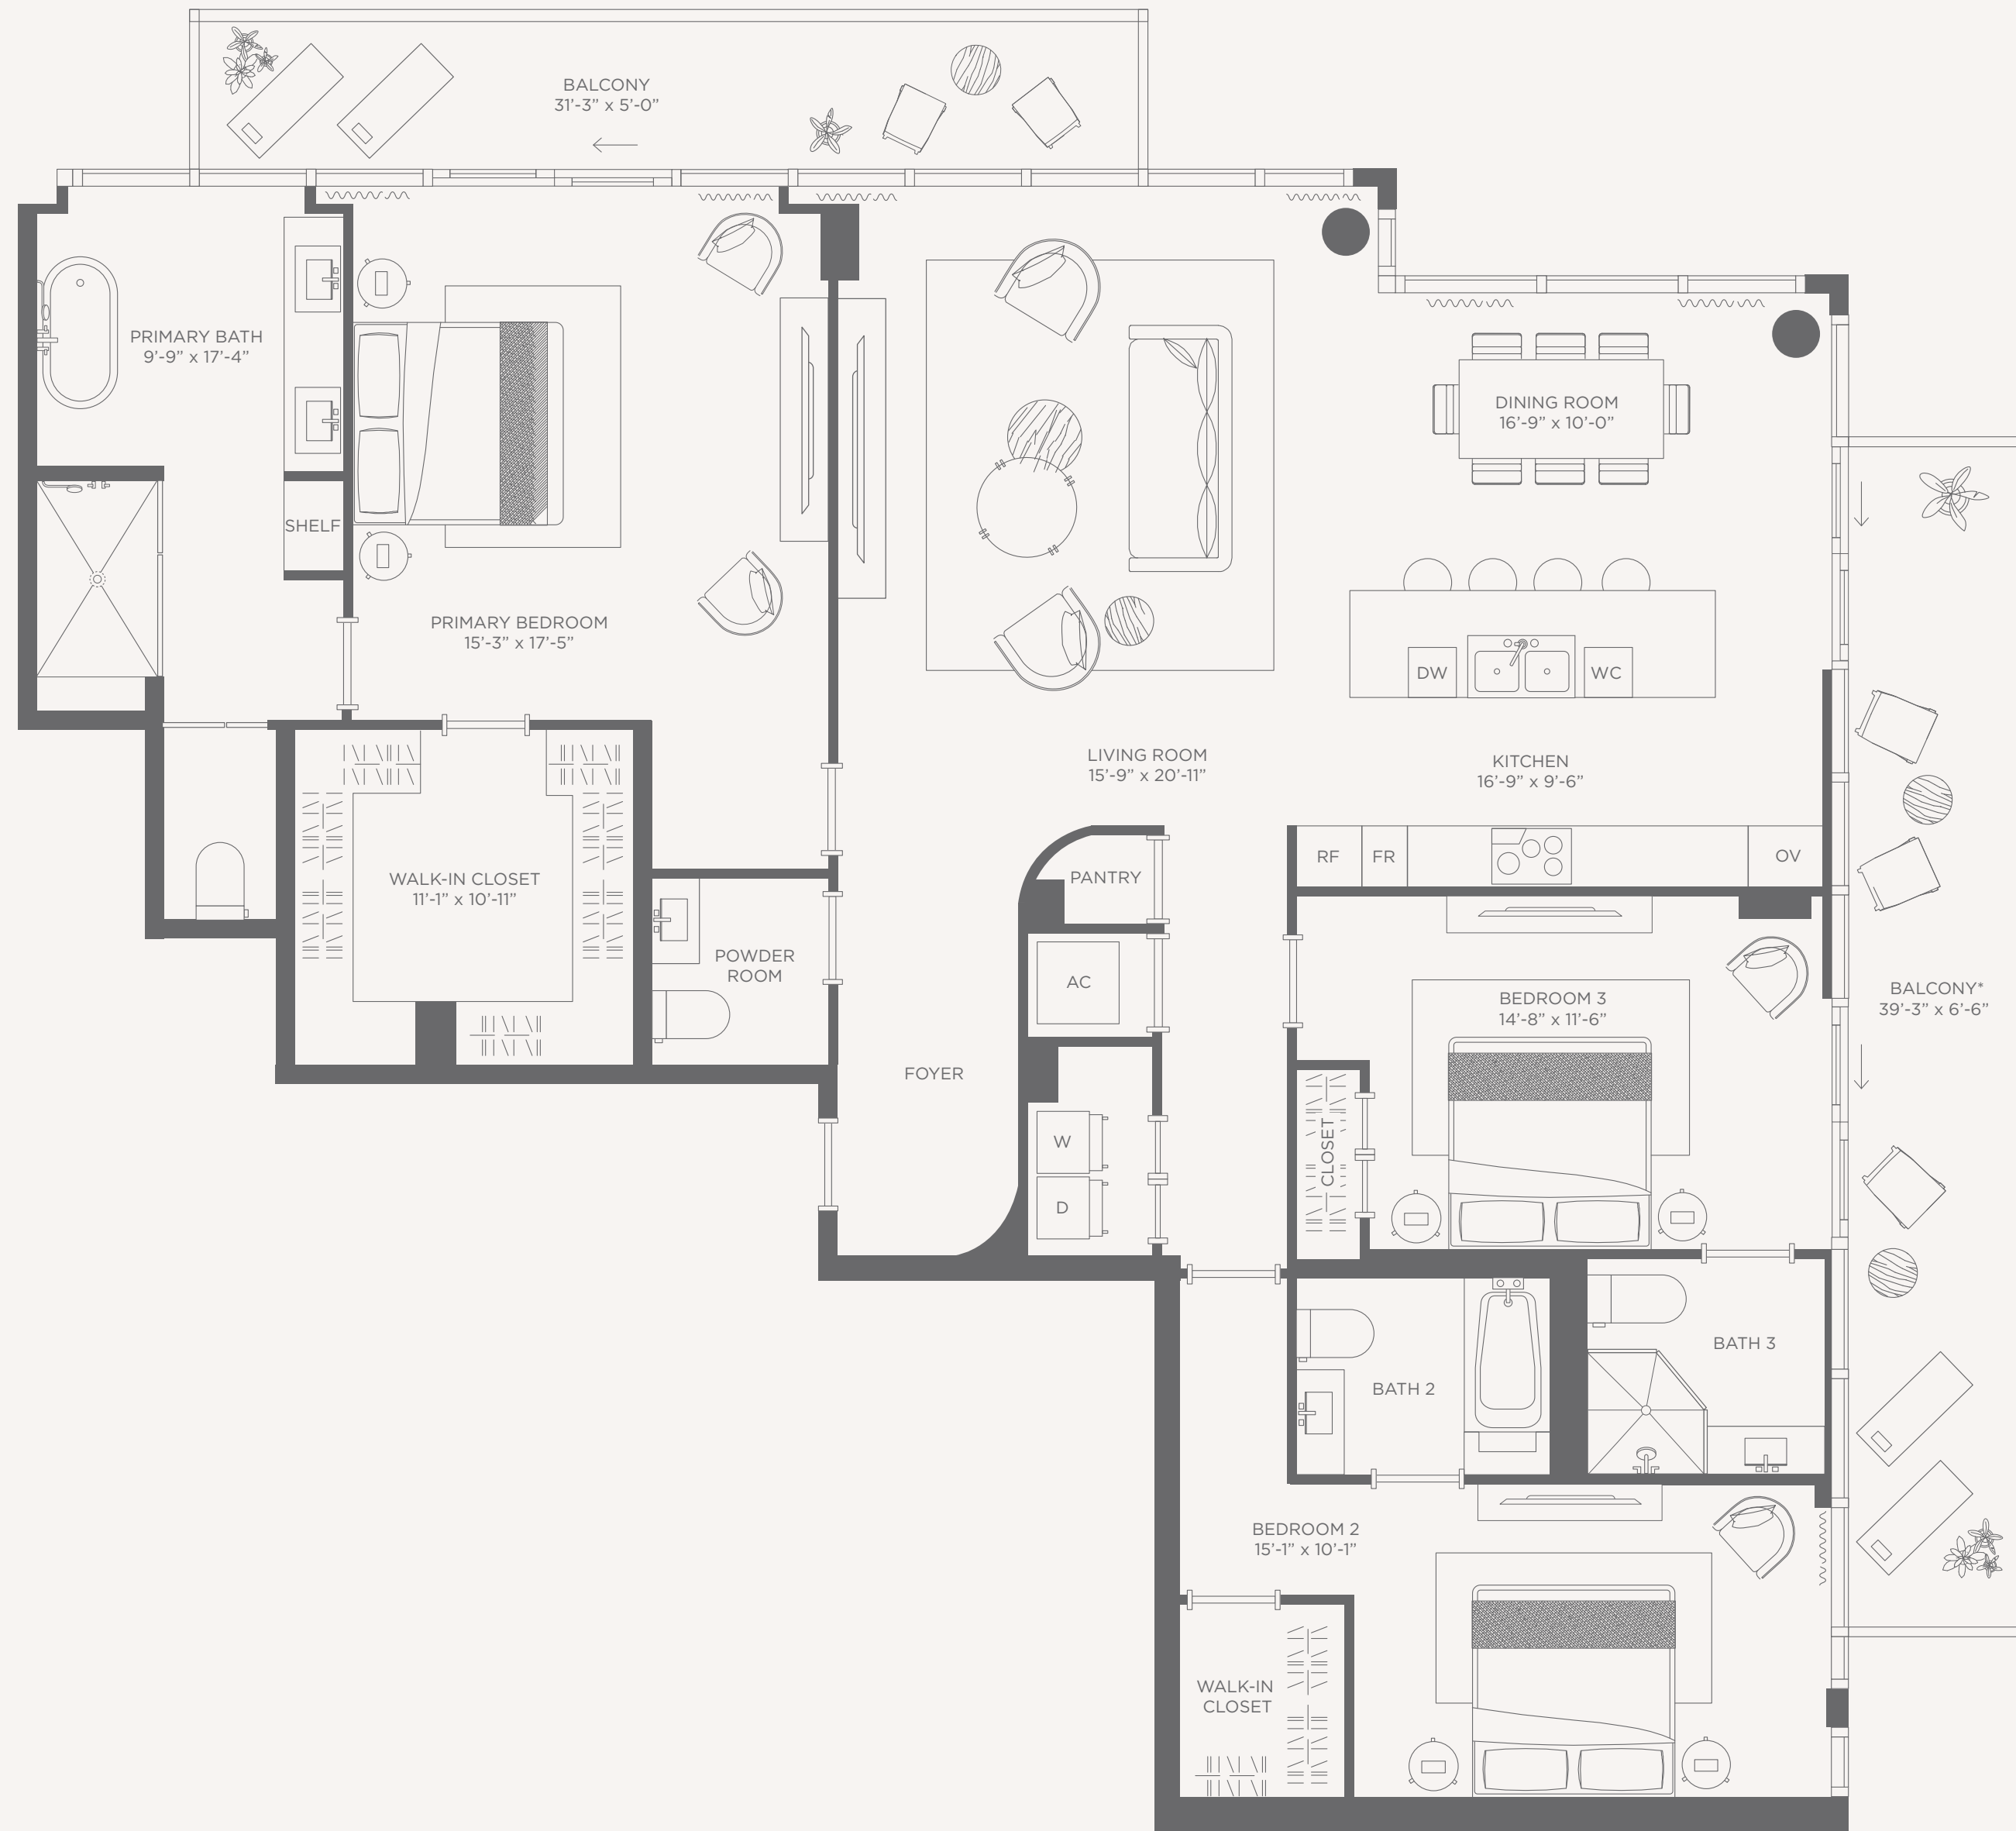 BALCONY
31’-3” x 5’-0”
PRIMARY BATH
9’-9” x 17’-4”
DINING ROOM
16’-9” x 10’-0”
SHELF
PRIMARY BEDROOM
15’-3” x 17’-5”
DW
WC
LIVING ROOM
15’-9” x 20’-11”
KITCHEN
16’-9” x 9’-6”
RF
FR
OV
WALK-IN CLOSET
11’-1” x 10’-11”
PANTRY
POWDER
ROOM
AC
BEDROOM 3
14’-8” x 11’-6”
BALCONY*
39’-3” x 6’-6”
FOYER
W
CLOSET
D
BATH 3
BATH 2
BEDROOM 2
15’-1” x 10’-1”
WALK-IN
CLOSET